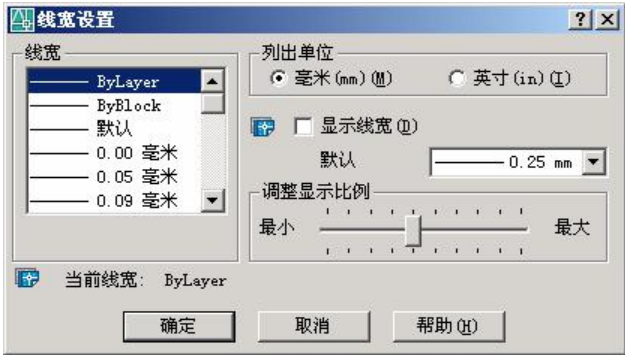 线宽设置
线宽
ByLayer
ByBlock
默认
0.00 毫米
0.05 毫米
0.09 毫米
列出单位
毫米(mm)(M)
英寸(in)(I)
显示线宽(D)
默认
0.25 mm
调整显示比例
最小
最大
当前线宽: ByLayer
确定
取消
帮助(H)